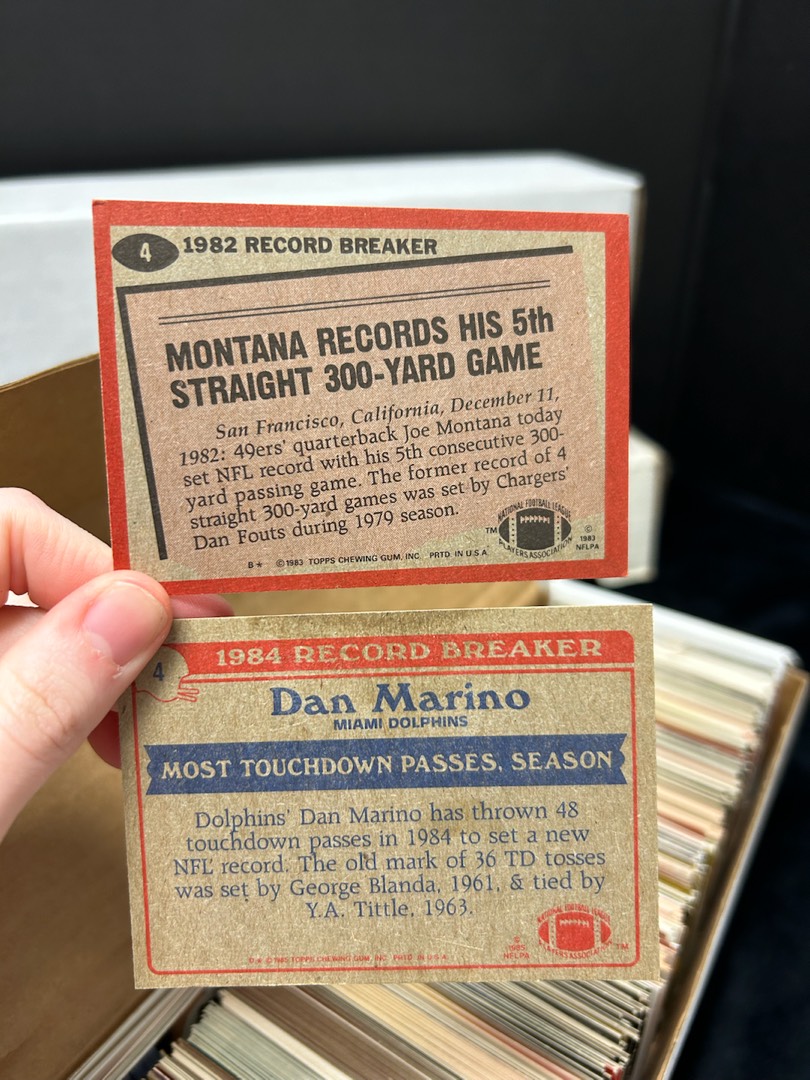 4 1982 RECORD BREAKER
MONTANA RECORDS HIS 5th
STRAIGHT 300-YARD GAME
San Francisco, California, December 11,
1982: 49ers' quarterback Joe Montana today
set NFL record with his 5th consecutive 300-
yard passing game. The former record of 4
straight 300-yard games was set by Chargers'
Dan Fouts during 1979 season.
NATIONAL FOOTBALL LEAGUE
TM
PLAYERS ASSOCIATION
©
1983
NFLPA
B* ©1983 TOPPS CHEWING GUM, INC. PRTD. IN U.S.A.
4 1984 RECORD BREAKER
Dan Marino
MIAMI DOLPHINS
MOST TOUCHDOWN PASSES, SEASON
Dolphins' Dan Marino has thrown 48
touchdown passes in 1984 to set a new
NFL record. The old mark of 36 TD tosses
was set by George Blanda, 1961, & tied by
Y.A. Tittle, 1963.
NATIONAL FOOTBALL LEAGUE
PLAYERS ASSOCIATION
TM
©
1985
NFLPA
D* ©1985 TOPPS CHEWING GUM, INC. PRTD. IN U.S.A.